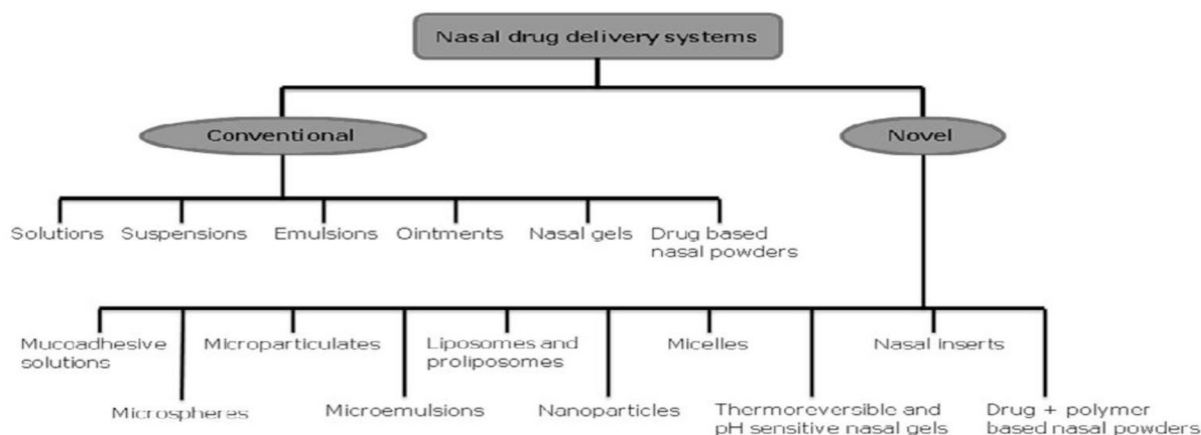 Nasal drug delivery systems
Conventional
Novel
Solutions
Suspensions
Emulsions
Ointments
Nasal gels
Drug based
nasal powders
Mucoadhesive
solutions
Microspheres
Microparticulates
Microemulsions
Liposomes and
proliposomes
Nanoparticles
Micelles
Thermoreversible and
pH sensitive nasal gels
Nasal inserts
Drug + polymer
based nasal powders